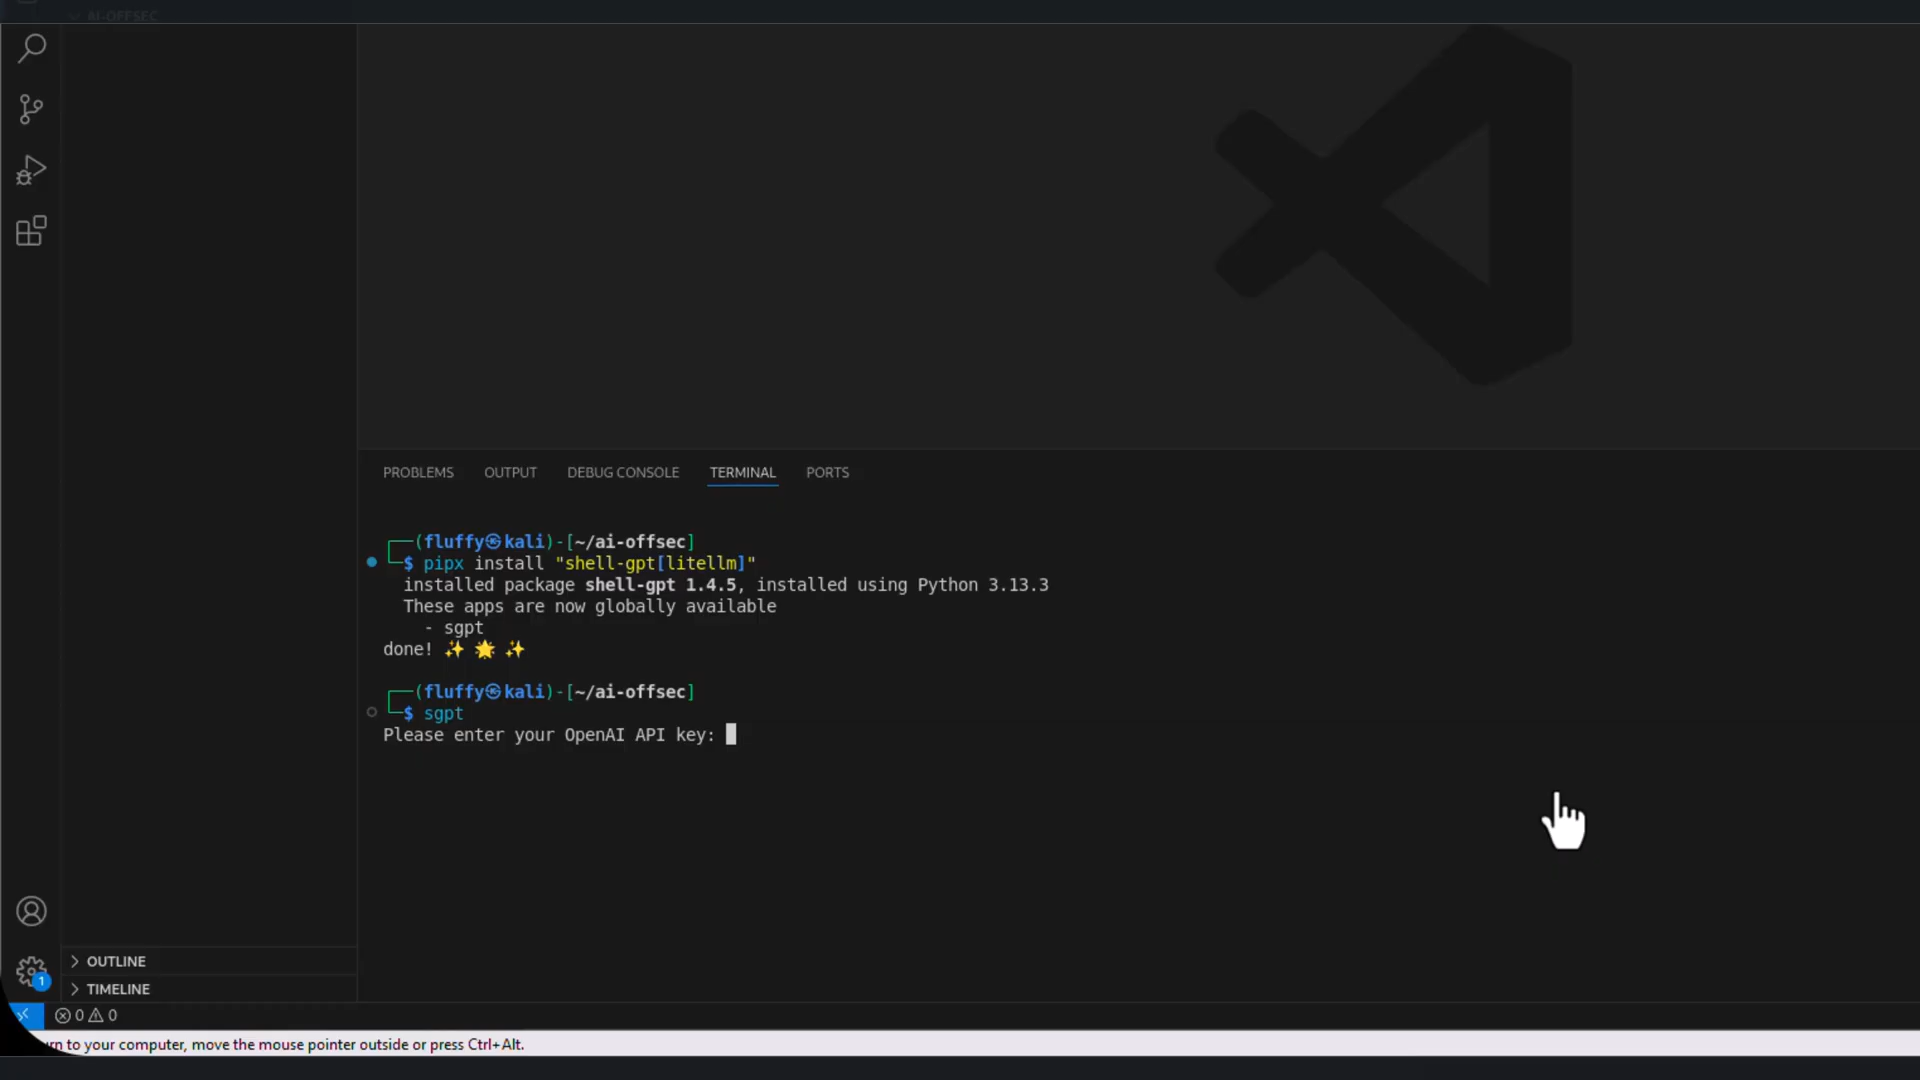 AI-OFFSEC
PROBLEMS OUTPUT DEBUG CONSOLE TERMINAL PORTS
┌──(fluffy㉿kali)-[~/ai-offsec]
└─$ pipx install "shell-gpt[litellm]"
installed package shell-gpt 1.4.5, installed using Python 3.13.3
These apps are now globally available
- sgpt
done! ✨ 🌟 ✨
┌──(fluffy㉿kali)-[~/ai-offsec]
└─$ sgpt
Please enter your OpenAI API key:
OUTLINE
TIMELINE
1
0 0
to your computer, move the mouse pointer outside or press Ctrl+Alt.